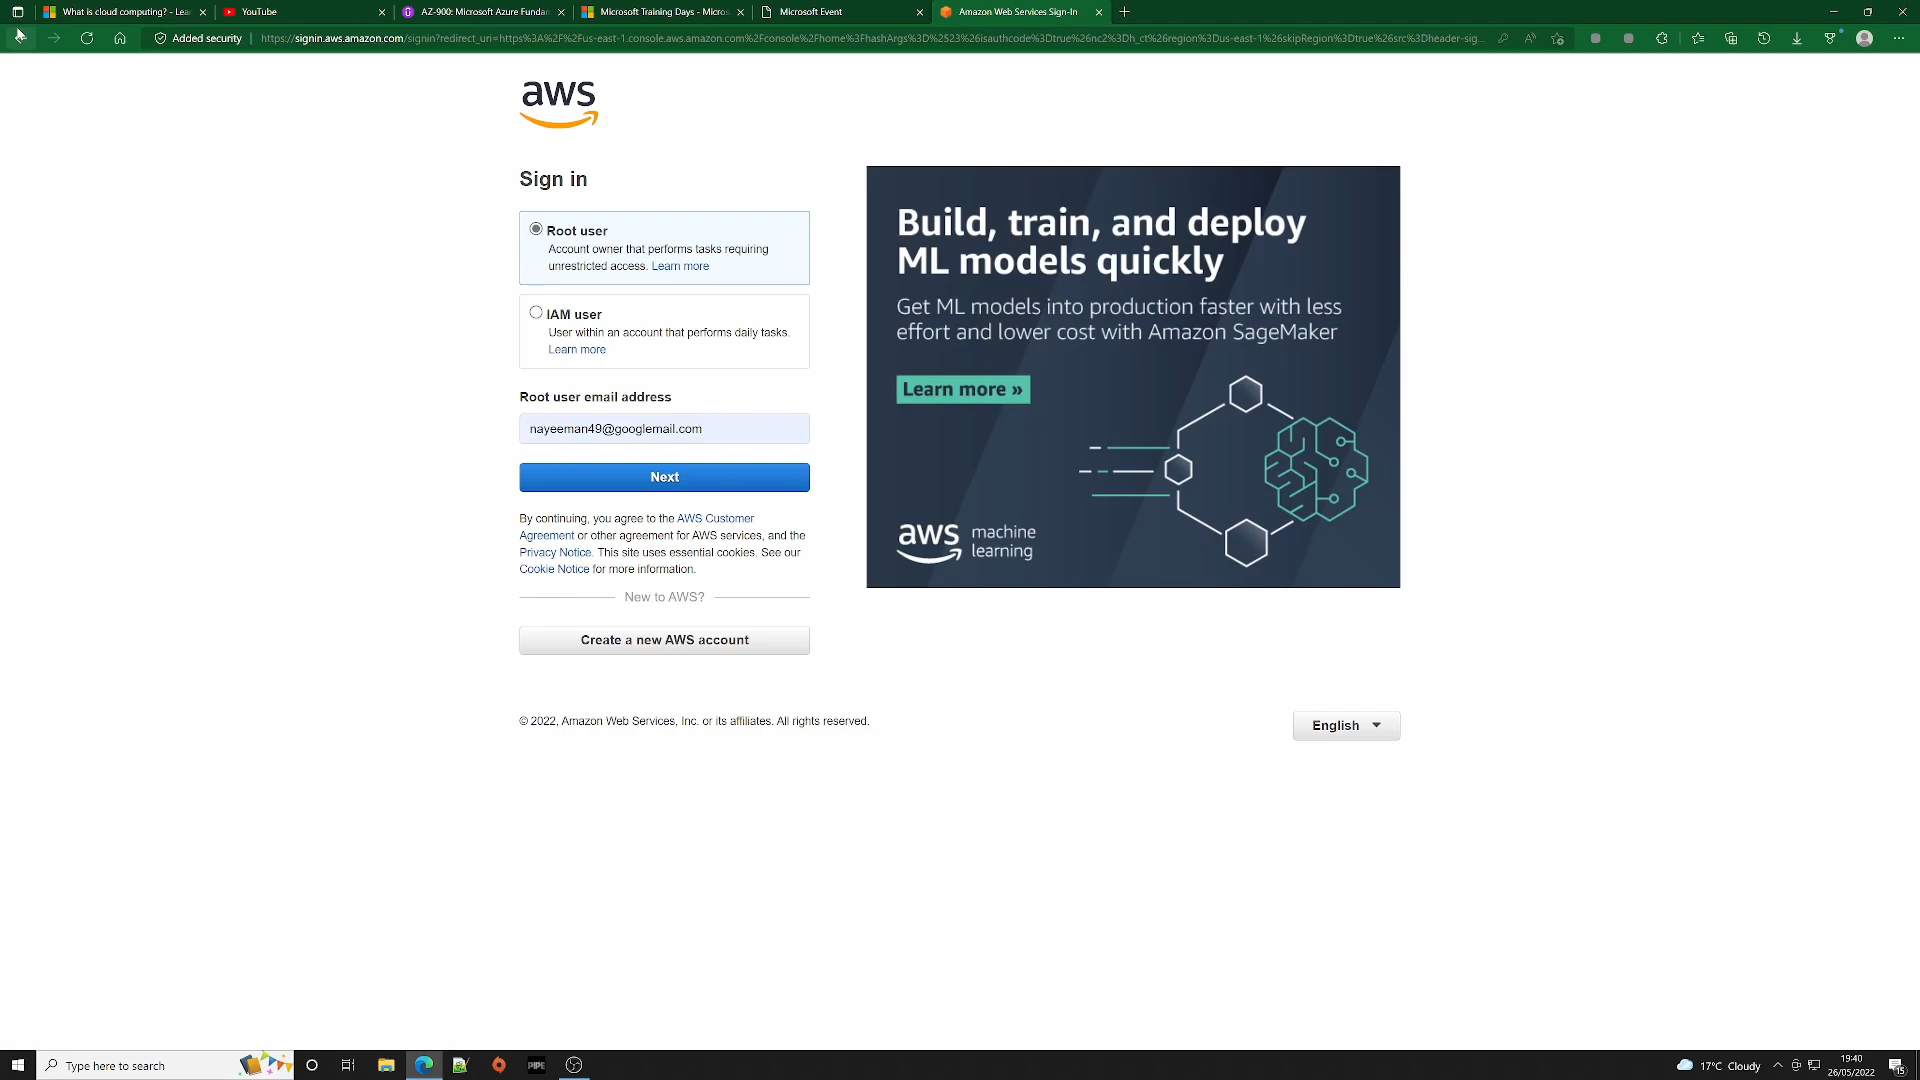 What is cloud computing? - Lea
YouTube
AZ-900: Microsoft Azure Fundan
Microsoft Training Days - Micros
Microsoft Event
Amazon Web Services Sign-In
Added security
https://signin.aws.amazon.com/signin?redirect_uri=https%3A%2F%2Fus-east-1.console.aws.amazon.com%2Fconsole%2Fhome%3FhashArgs%3D%2523%26isauthcode%3Dtrue%26nc2%3Dh_ct%26region%3Dus-east-1%26skipRegion%3Dtrue%26src%3Dheader-sig...
aws
Sign in
Root user
Account owner that performs tasks requiring
unrestricted access. Learn more
IAM user
User within an account that performs daily tasks.
Learn more
Root user email address
nayeeman49@googlemail.com
Next
By continuing, you agree to the AWS Customer
Agreement or other agreement for AWS services, and the
Privacy Notice. This site uses essential cookies. See our
Cookie Notice for more information.
New to AWS?
Create a new AWS account
Build, train, and deploy
ML models quickly
Get ML models into production faster with less
effort and lower cost with Amazon SageMaker
Learn more »
aws machine
learning
© 2022, Amazon Web Services, Inc. or its affiliates. All rights reserved.
English
Type here to search
PIPE
17°C Cloudy
19:40
26/05/2022
15